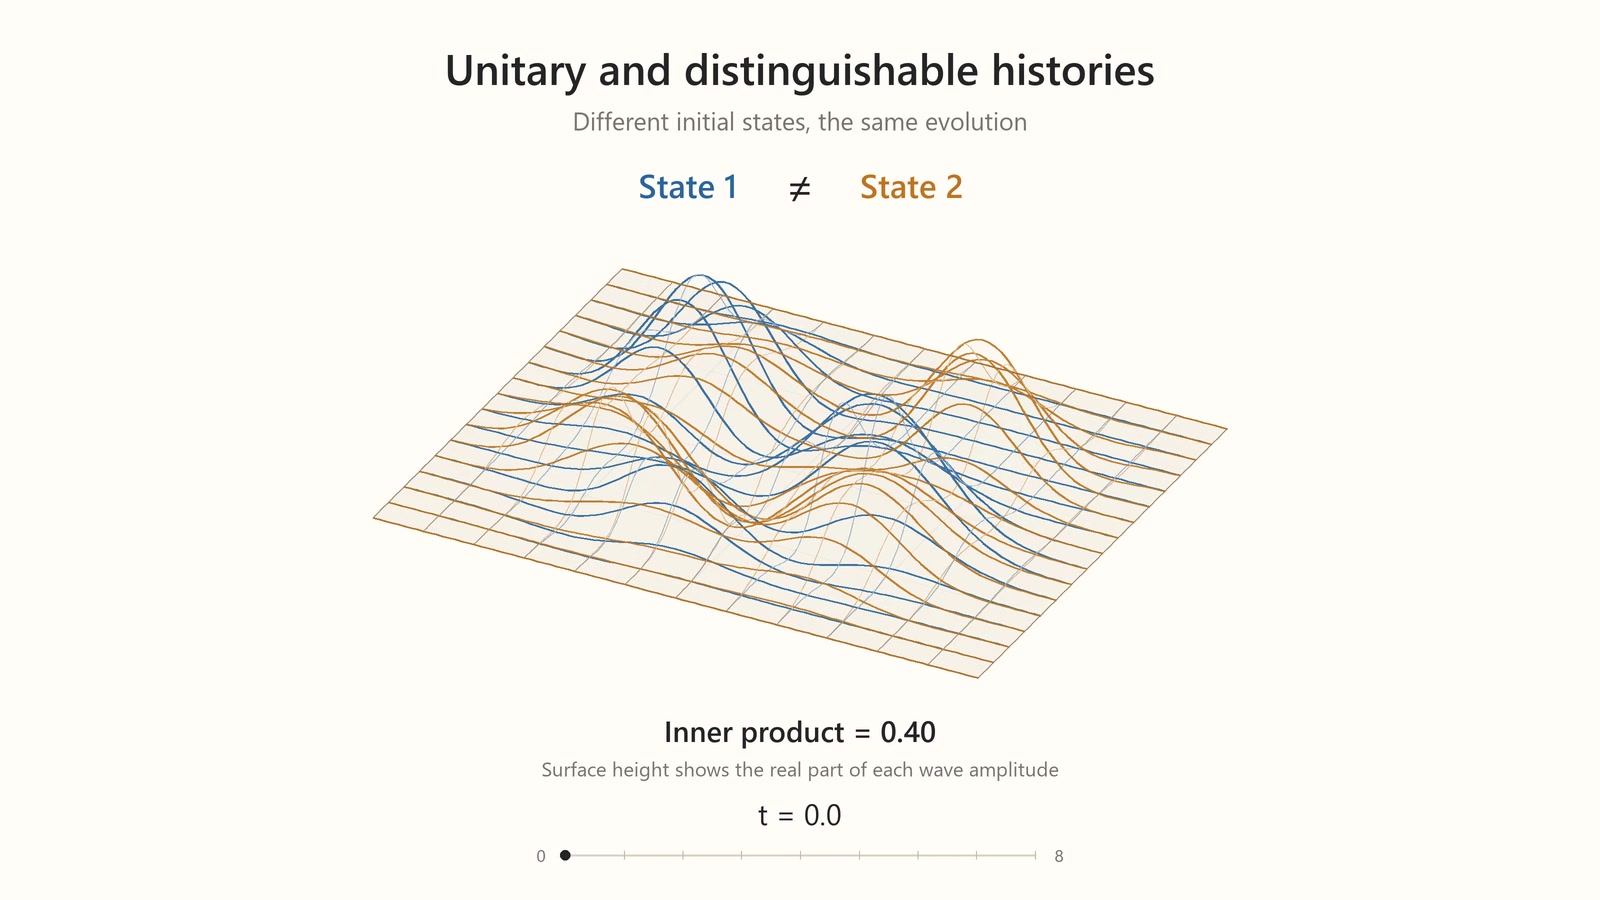 Unitary and distinguishable histories
Different initial states, the same evolution
State 1 ≠ State 2
Inner product = 0.40
Surface height shows the real part of each wave amplitude
t = 0.0
0 8